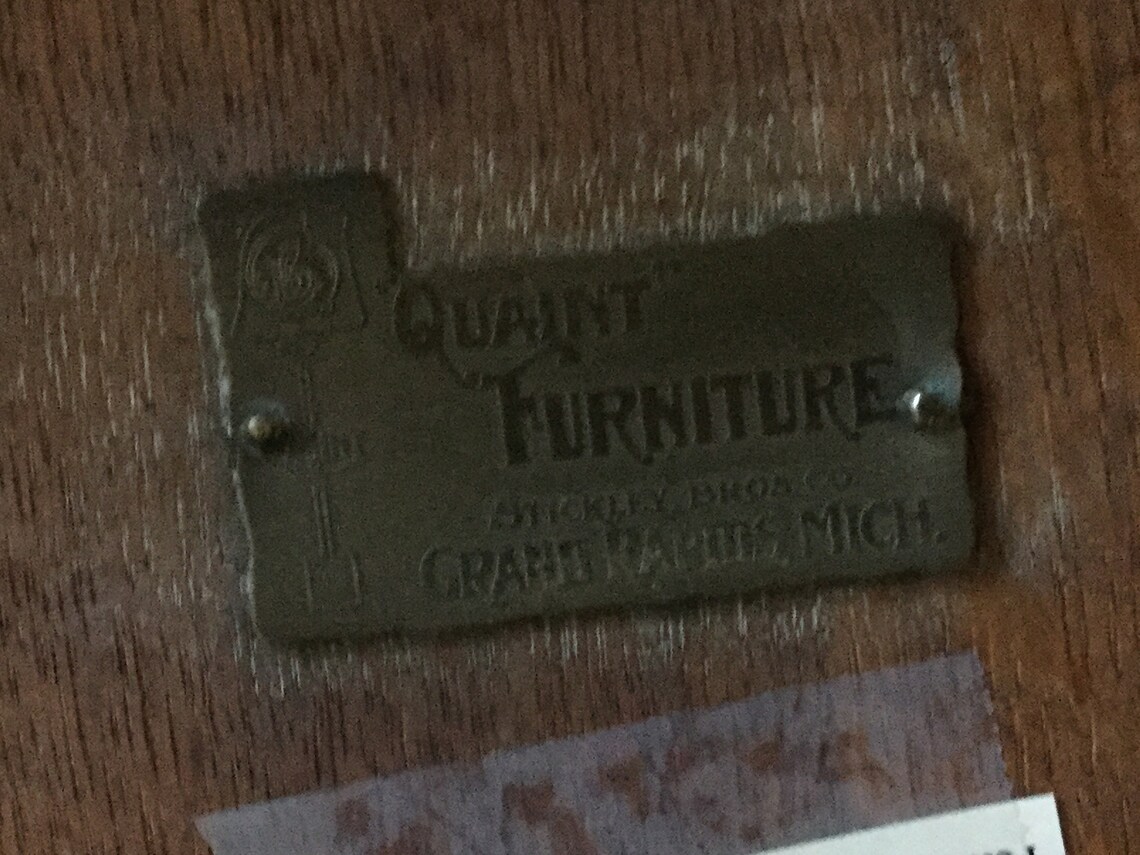 "QUAINT"
FURNITURE
STICKLEY BROS. CO.
GRAND RAPIDS, MICH.